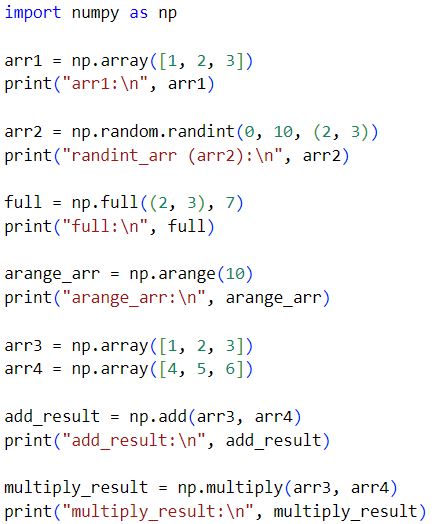 import numpy as np
arr1 = np.array([1, 2, 3])
print("arr1:\n", arr1)
arr2 = np.random.randint(0, 10, (2, 3))
print("randint_arr (arr2):\n", arr2)
full = np.full((2, 3), 7)
print("full:\n", full)
arange_arr = np.arange(10)
print("arange_arr:\n", arange_arr)
arr3 = np.array([1, 2, 3])
arr4 = np.array([4, 5, 6])
add_result = np.add(arr3, arr4)
print("add_result:\n", add_result)
multiply_result = np.multiply(arr3, arr4)
print("multiply_result:\n", multiply_result)